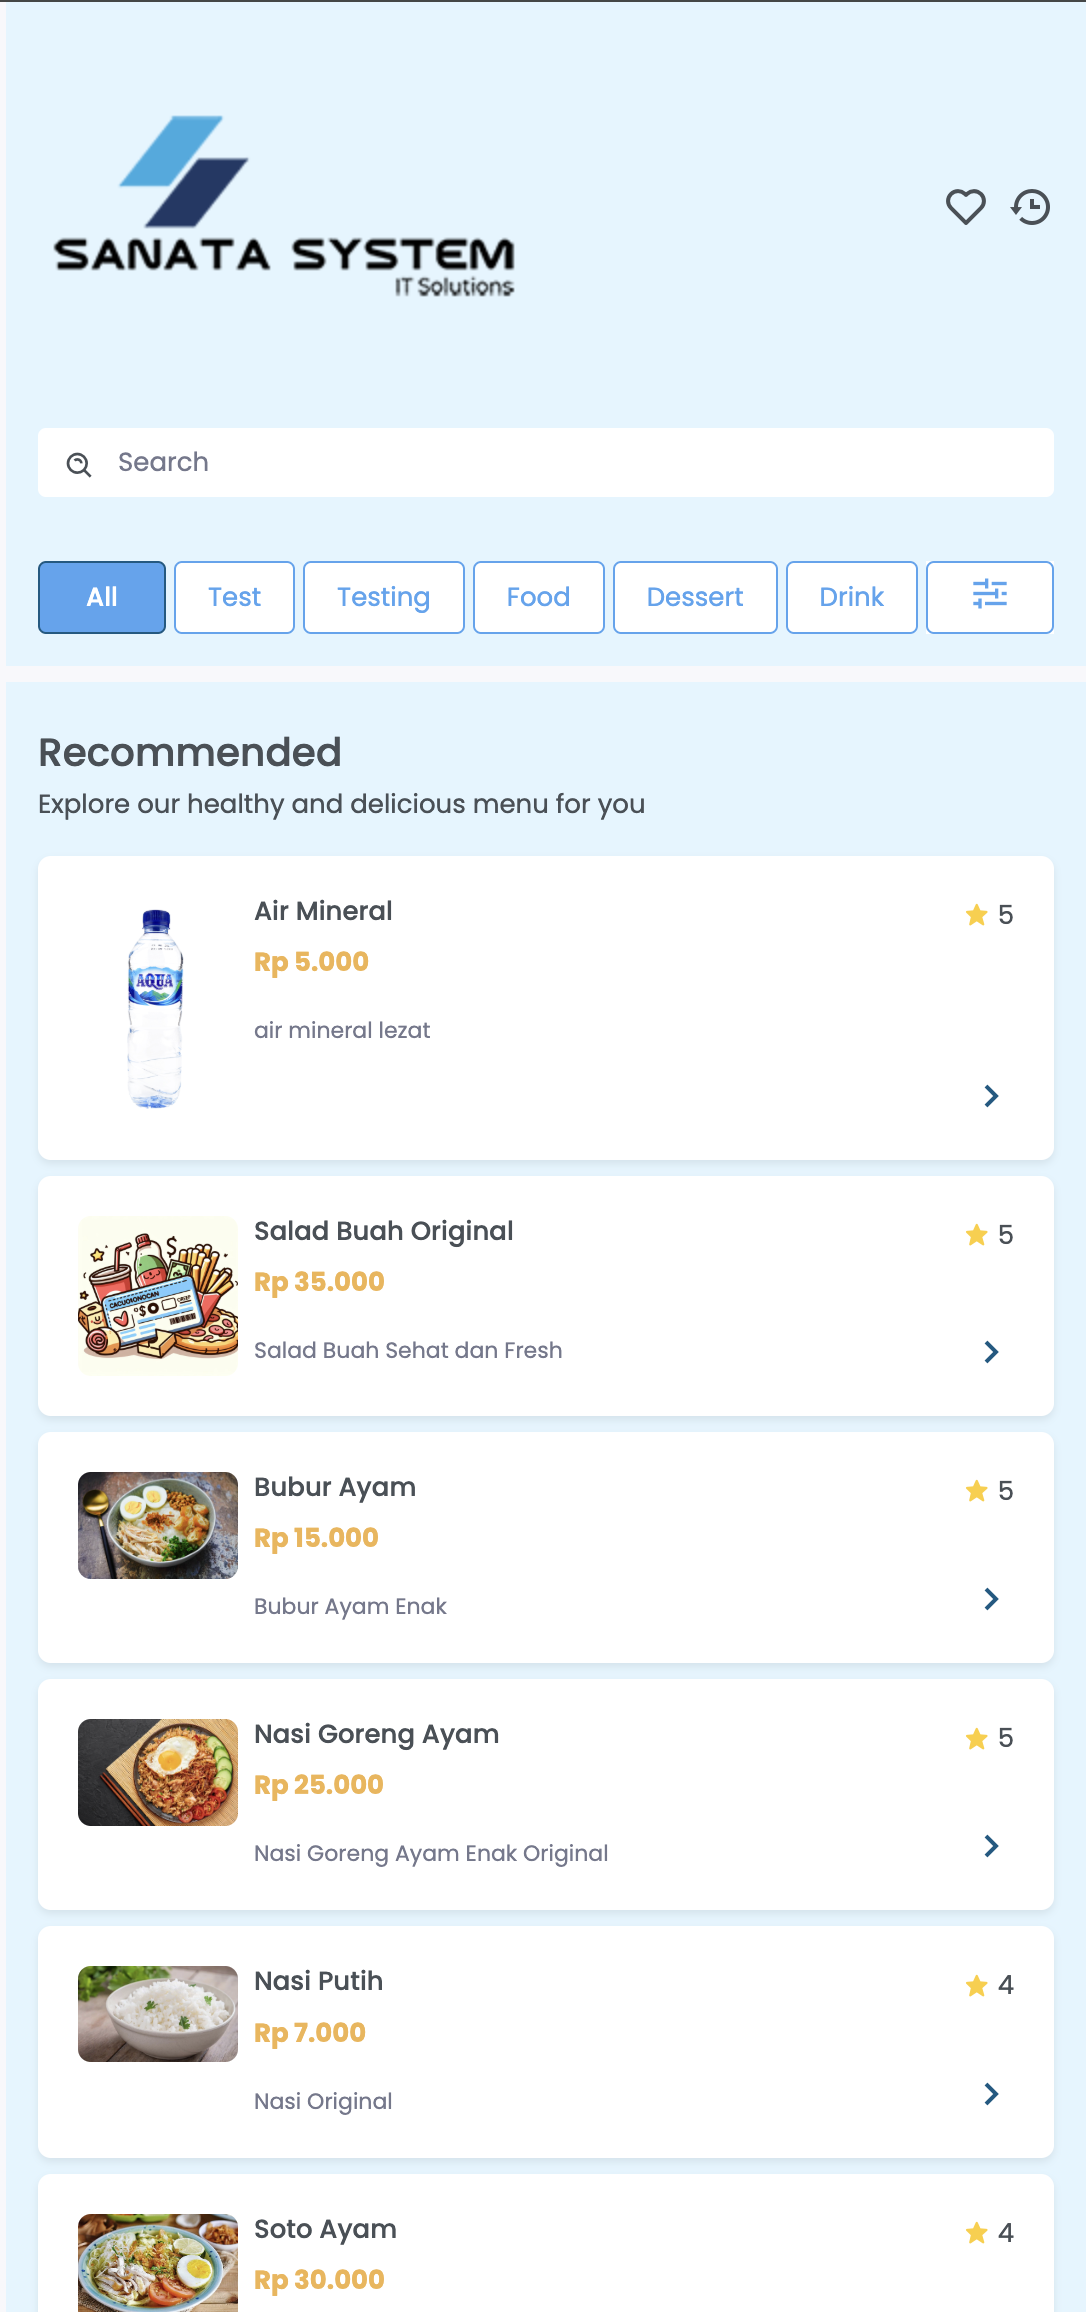 SANATA SYSTEM
IT Solutions
Search
All
Test
Testing
Food
Dessert
Drink
Recommended
Explore our healthy and delicious menu for you
AQUA
Air Mineral
5
Rp 5.000
air mineral lezat
Salad Buah Original
5
Rp 35.000
Salad Buah Sehat dan Fresh
Bubur Ayam
5
Rp 15.000
Bubur Ayam Enak
Nasi Goreng Ayam
5
Rp 25.000
Nasi Goreng Ayam Enak Original
Nasi Putih
4
Rp 7.000
Nasi Original
Soto Ayam
4
Rp 30.000